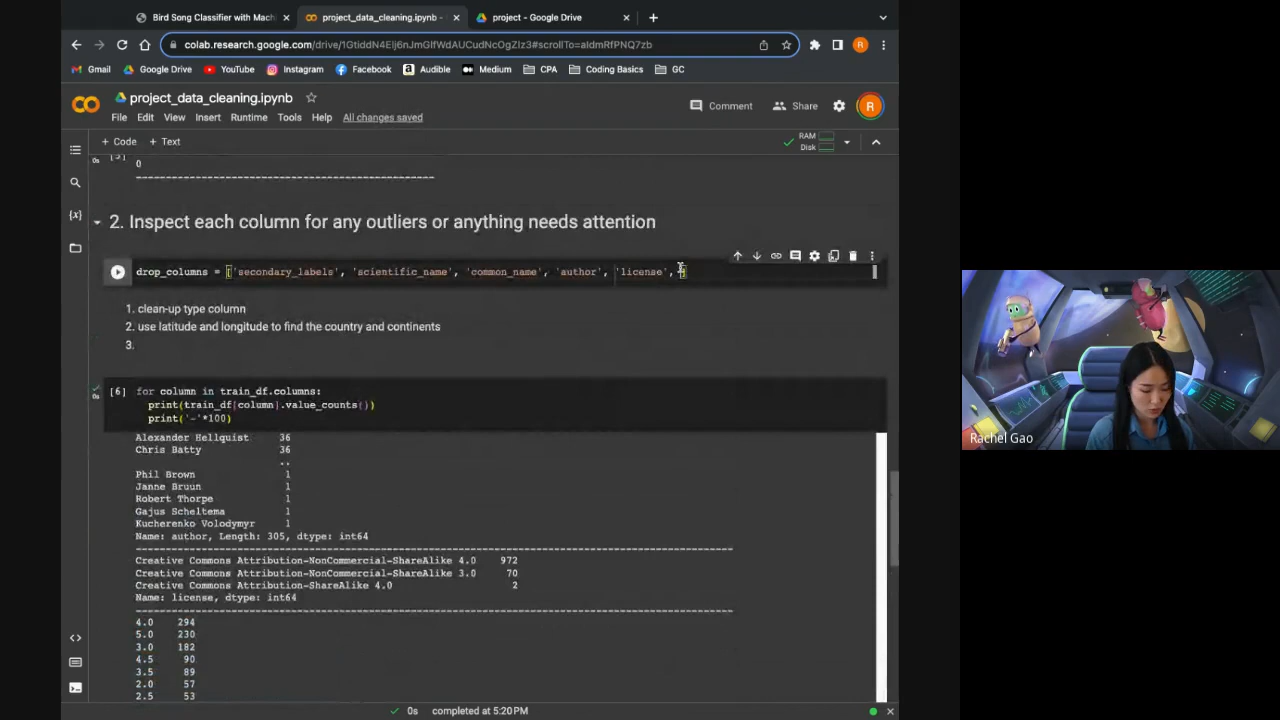 Bird Song Classifier with Mach
project_data_cleaning.ipynb -
project - Google Drive
colab.research.google.com/drive/1GtiddN4Elj6nJmGIfWdAUCudNcOgZlz3#scrollTo=aldmRfPNQ7zb
R
Gmail
Google Drive
YouTube
Instagram
Facebook
Audible
Medium
CPA
Coding Basics
GC
project_data_cleaning.ipynb
Comment
Share
R
File Edit View Insert Runtime Tools Help All changes saved
+ Code + Text
RAM
Disk
0s
[5]
0
----------------------------------------------------
2. Inspect each column for any outliers or anything needs attention
drop_columns = ['secondary_labels', 'scientific_name', 'common_name', 'author', 'license', ]
1. clean-up type column
2. use latitude and longitude to find the country and continents
3.
0s
[6] for column in train_df.columns:
print(train_df[column].value_counts())
print('-'*100)
Alexander Hellquist 36
Chris Batty 36
..
Phil Brown 1
Janne Bruun 1
Robert Thorpe 1
Gajus Scheltema 1
Kucherenko Volodymyr 1
Name: author, Length: 305, dtype: int64
----------------------------------------------------------------------------------------------------
Creative Commons Attribution-NonCommercial-ShareAlike 4.0 972
Creative Commons Attribution-NonCommercial-ShareAlike 3.0 70
Creative Commons Attribution-ShareAlike 4.0 2
Name: license, dtype: int64
----------------------------------------------------------------------------------------------------
4.0 294
5.0 230
3.0 182
4.5 90
3.5 89
2.0 57
2.5 53
0s completed at 5:20 PM
Rachel Gao